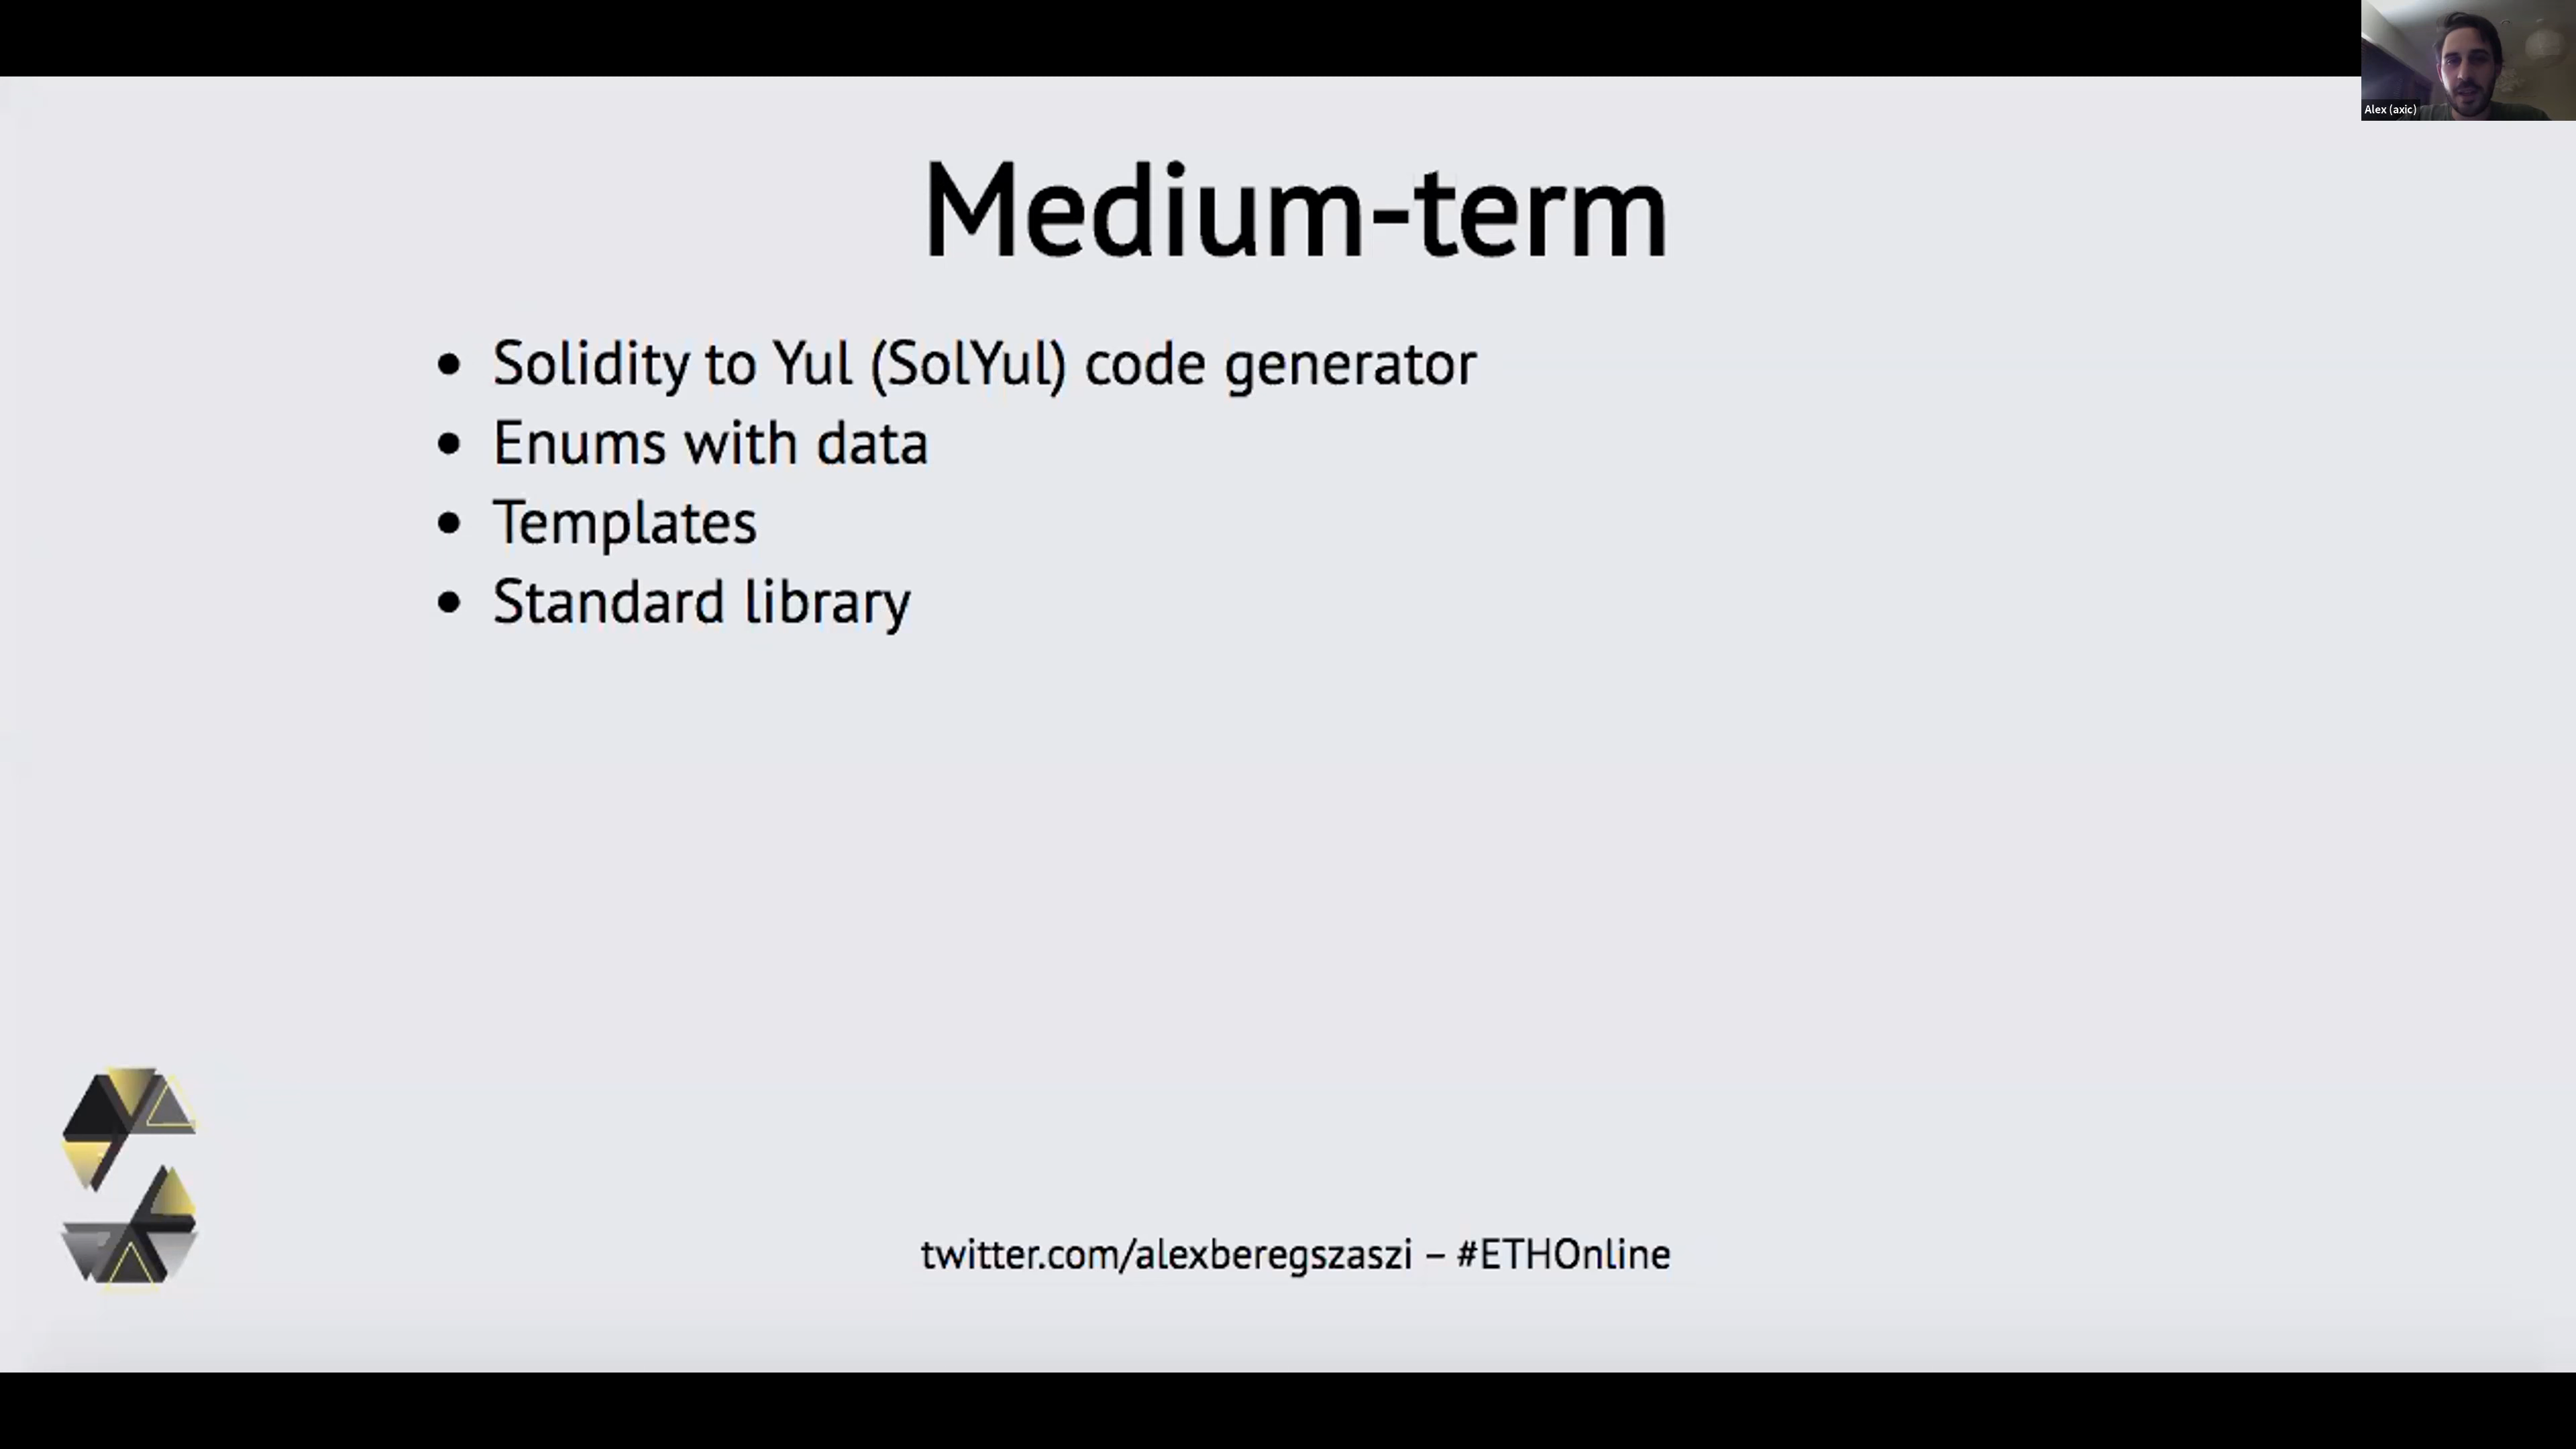 Alex (axic)
Medium-term
• Solidity to Yul (SolYul) code generator
• Enums with data
• Templates
• Standard library
twitter.com/alexberegszaszi – #ETHOnline